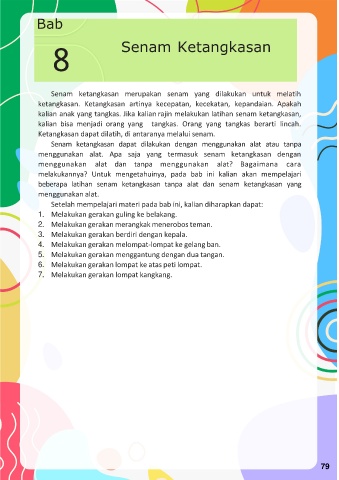 Bab
8
Senam Ketangkasan
Senam ketangkasan merupakan senam yang dilakukan untuk melatih
ketangkasan. Ketangkasan artinya kecepatan, kecekatan, kepandaian. Apakah
kalian anak yang tangkas. Jika kalian rajin melakukan latihan senam ketangkasan,
kalian bisa menjadi orang yang tangkas. Orang yang tangkas berarti lincah.
Ketangkasan dapat dilatih, di antaranya melalui senam.
Senam ketangkasan dapat dilakukan dengan menggunakan alat atau tanpa
menggunakan alat. Apa saja yang termasuk senam ketangkasan dengan
menggunakan alat dan tanpa menggunakan alat? Bagaimana cara
melakukannya? Untuk mengetahuinya, pada bab ini kalian akan mempelajari
beberapa latihan senam ketangkasan tanpa alat dan senam ketangkasan yang
menggunakan alat.
Setelah mempelajari materi pada bab ini, kalian diharapkan dapat:
1. Melakukan gerakan guling ke belakang.
2. Melakukan gerakan merangkak menerobos teman.
3. Melakukan gerakan berdiri dengan kepala.
4. Melakukan gerakan melompat-lompat ke gelang ban.
5. Melakukan gerakan menggantung dengan dua tangan.
6. Melakukan gerakan lompat ke atas peti lompat.
7. Melakukan gerakan lompat kangkang.
79